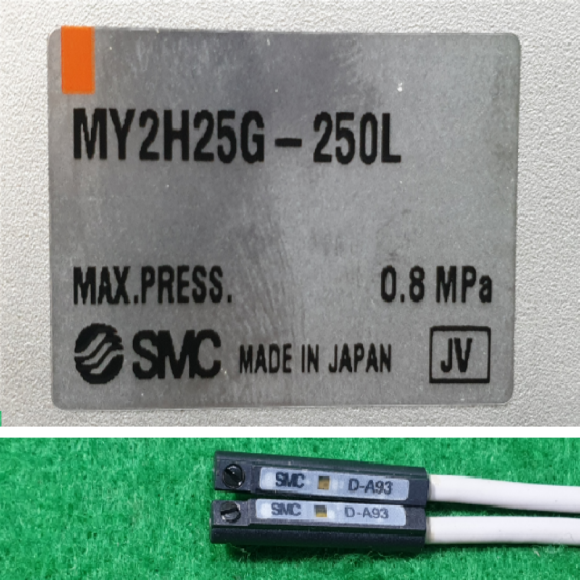 MY2H25G-250L
MAX.PRESS. 0.8 MPa
SMC MADE IN JAPAN JV
SMC D-A93
SMC D-A93